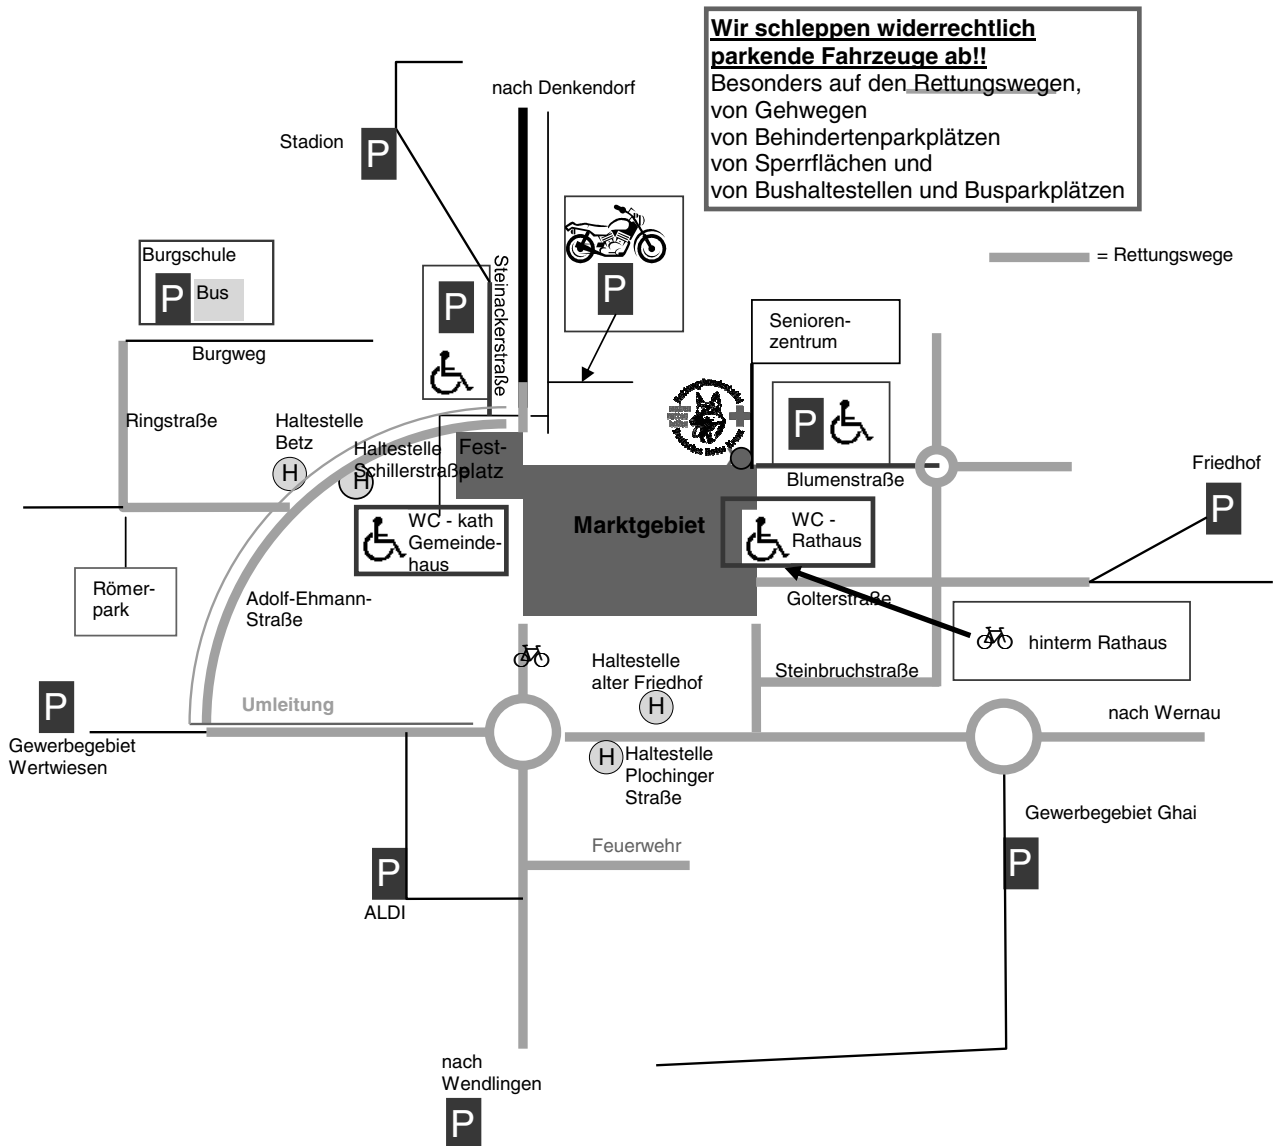 Wir schleppen widerrechtlich
parkende Fahrzeuge ab!!
Besonders auf den Rettungswegen,
von Gehwegen
von Behindertenparkplätzen
von Sperrflächen und
von Bushaltestellen und Busparkplätzen
nach Denkendorf
Stadion
P
= Rettungswege
Burgschule
P
Bus
P
Steinackerstraße
P
Senioren-
zentrum
Burgweg
Ringstraße
Haltestelle
Betz
H
Haltestelle
Schillerstraße
H
Fest-
platz
P
Blumenstraße
Friedhof
P
Marktgebiet
WC - kath
Gemeinde-
haus
WC -
Rathaus
Römer-
park
Adolf-Ehmann-
Straße
Golterstraße
hinterm Rathaus
Haltestelle
alter Friedhof
H
Steinbruchstraße
P
Gewerbegebiet
Wertwiesen
Umleitung
nach Wernau
H
Haltestelle
Plochinger
Straße
Gewerbegebiet Ghai
P
Feuerwehr
P
ALDI
nach
Wendlingen
P